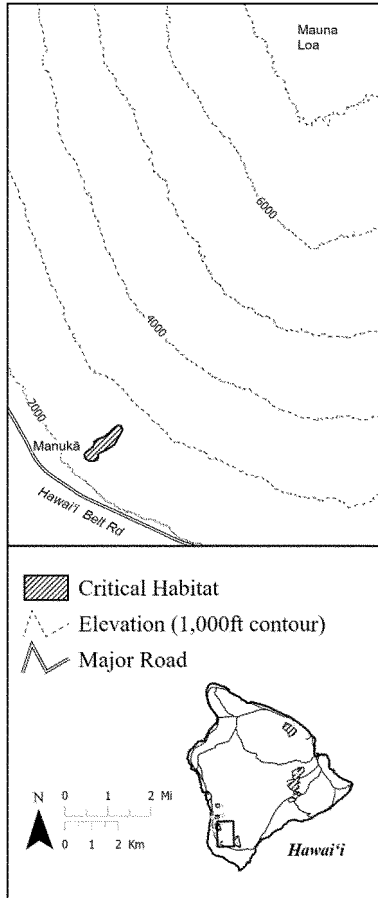 Mauna
Loa
6000
4000
2000
Manukā
Hawai‘i Belt Rd
Critical Habitat
Elevation (1,000ft contour)
Major Road
N
0 1 2 Mi
0 1 2 Km
Hawai‘i